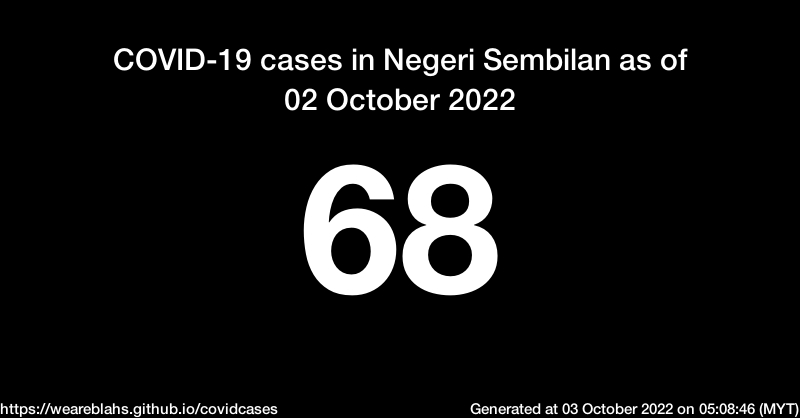 COVID-19 cases in Negeri Sembilan as of
02 October 2022
68
https://weareblahs.github.io/covidcases
Generated at 03 October 2022 on 05:08:46 (MYT)